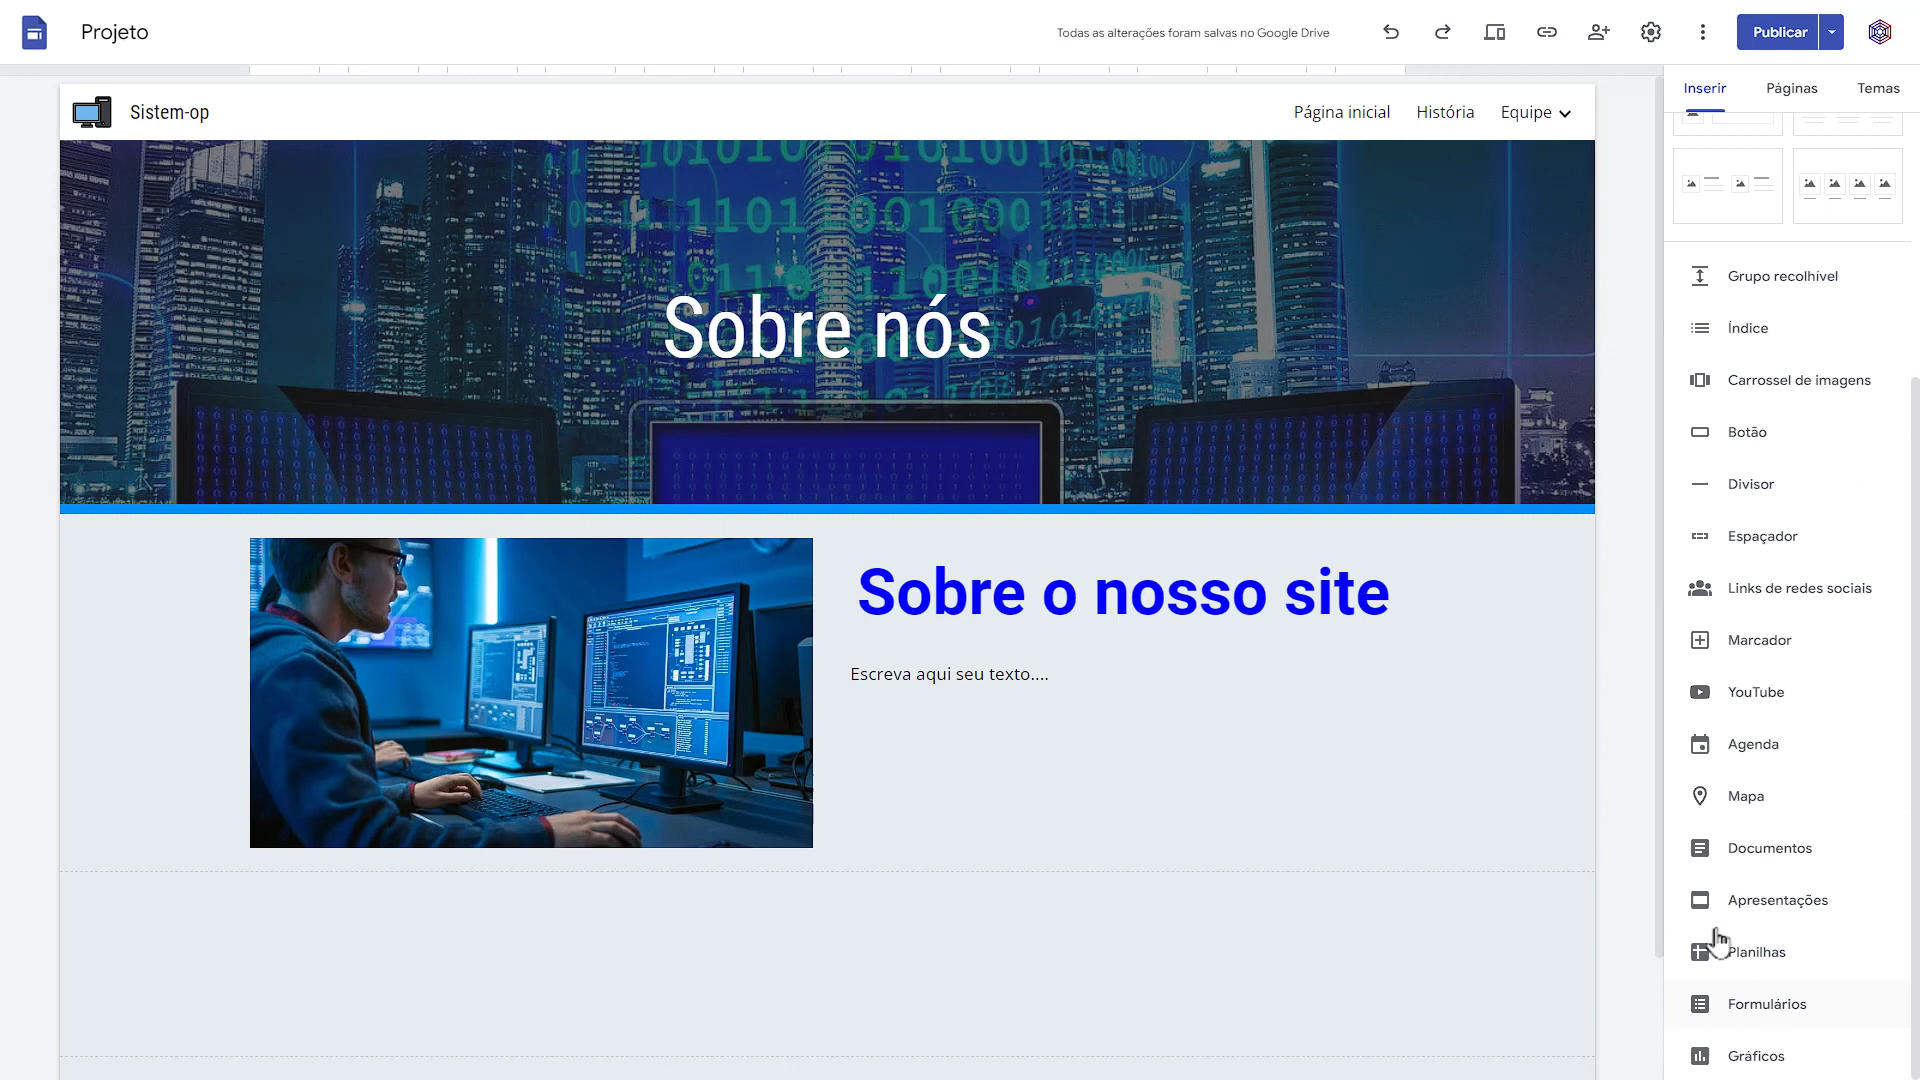 Projeto
Todas as alterações foram salvas no Google Drive
Publicar
Inserir
Páginas
Temas
Sistem-op
Página inicial
História
Equipe
Sobre nós
Sobre o nosso site
Escreva aqui seu texto....
Grupo recolhível
Índice
Carrossel de imagens
Botão
Divisor
Espaçador
Links de redes sociais
Marcador
YouTube
Agenda
Mapa
Documentos
Apresentações
Planilhas
Formulários
Gráficos